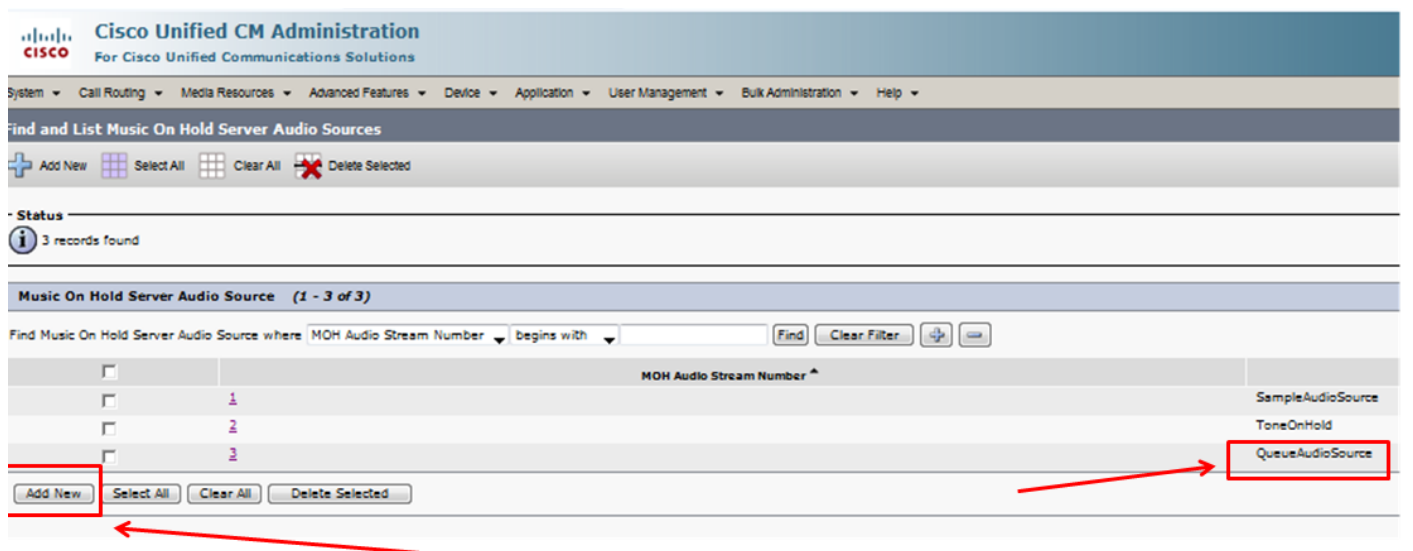 Cisco Unified CM Administration
CISCO
For Cisco Unified Communications Solutions
System Call Routing Media Resources Advanced Features Device Application User Management Bulk Administration Help
Find and List Music On Hold Server Audio Sources
Add New Select All Clear All Delete Selected
Status
i 3 records found
Music On Hold Server Audio Source (1 - 3 of 3)
Find Music On Hold Server Audio Source where MOH Audio Stream Number begins with Find Clear Filter
MOH Audio Stream Number
1 SampleAudioSource
2 ToneOnHold
3 QueueAudioSource
Add New Select All Clear All Delete Selected